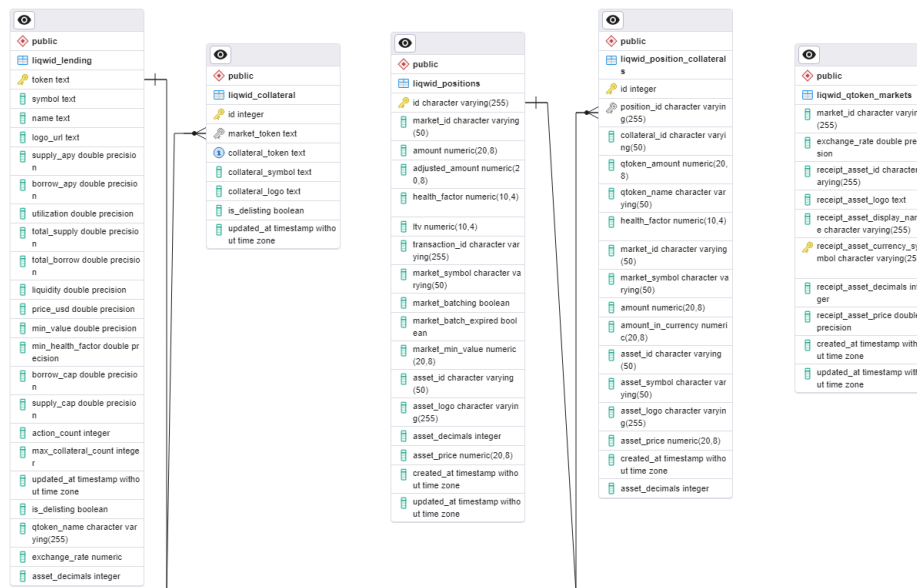 public
liqwid_lending
token text
symbol text
name text
logo_url text
supply_apy double precisio
n
borrow_apy double precisio
n
utilization double precision
total_supply double precisio
n
total_borrow double precisio
n
liquidity double precision
price_usd double precision
min_value double precision
min_health_factor double pr
ecision
borrow_cap double precisio
n
supply_cap double precisio
n
action_count integer
max_collateral_count intege
r
updated_at timestamp witho
ut time zone
is_delisting boolean
qtoken_name character var
ying(255)
exchange_rate numeric
asset_decimals integer
public
liqwid_collateral
id integer
market_token text
1 collateral_token text
collateral_symbol text
collateral_logo text
is_delisting boolean
updated_at timestamp witho
ut time zone
public
liqwid_positions
id character varying(255)
market_id character varying
(50)
amount numeric(20,8)
adjusted_amount numeric(2
0,8)
health_factor numeric(10,4)
ltv numeric(10,4)
transaction_id character var
ying(255)
market_symbol character va
rying(50)
market_batching boolean
market_batch_expired bool
ean
market_min_value numeric
(20,8)
asset_id character varying
(50)
asset_logo character varyin
g(255)
asset_decimals integer
asset_price numeric(20,8)
created_at timestamp witho
ut time zone
updated_at timestamp witho
ut time zone
public
liqwid_position_collateral
s
id integer
position_id character varyin
g(255)
collateral_id character varyi
ng(50)
qtoken_amount numeric(20,
8)
qtoken_name character var
ying(50)
health_factor numeric(10,4)
market_id character varying
(50)
market_symbol character va
rying(50)
amount numeric(20,8)
amount_in_currency numeri
c(20,8)
asset_id character varying
(50)
asset_symbol character var
ying(50)
asset_logo character varyin
g(255)
asset_price numeric(20,8)
created_at timestamp witho
ut time zone
asset_decimals integer
public
liqwid_qtoken_markets
market_id character varyin
(255)
exchange_rate double pre
sion
receipt_asset_id character
arying(255)
receipt_asset_logo text
receipt_asset_display_nam
e character varying(255)
receipt_asset_currency_sy
mbol character varying(25
receipt_asset_decimals int
ger
receipt_asset_price double
precision
created_at timestamp with
ut time zone
updated_at timestamp with
ut time zone